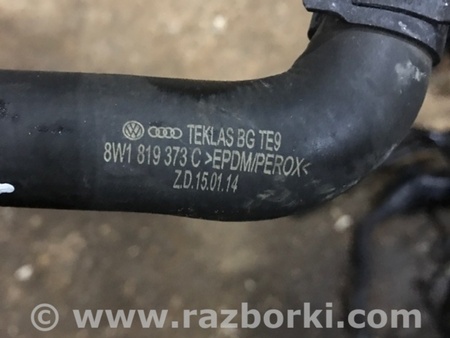 TEKLAS BG TE9
8W1 819 373 C >EPDM/PEROX<
Z.D.15.01.14
© www.razborki.com